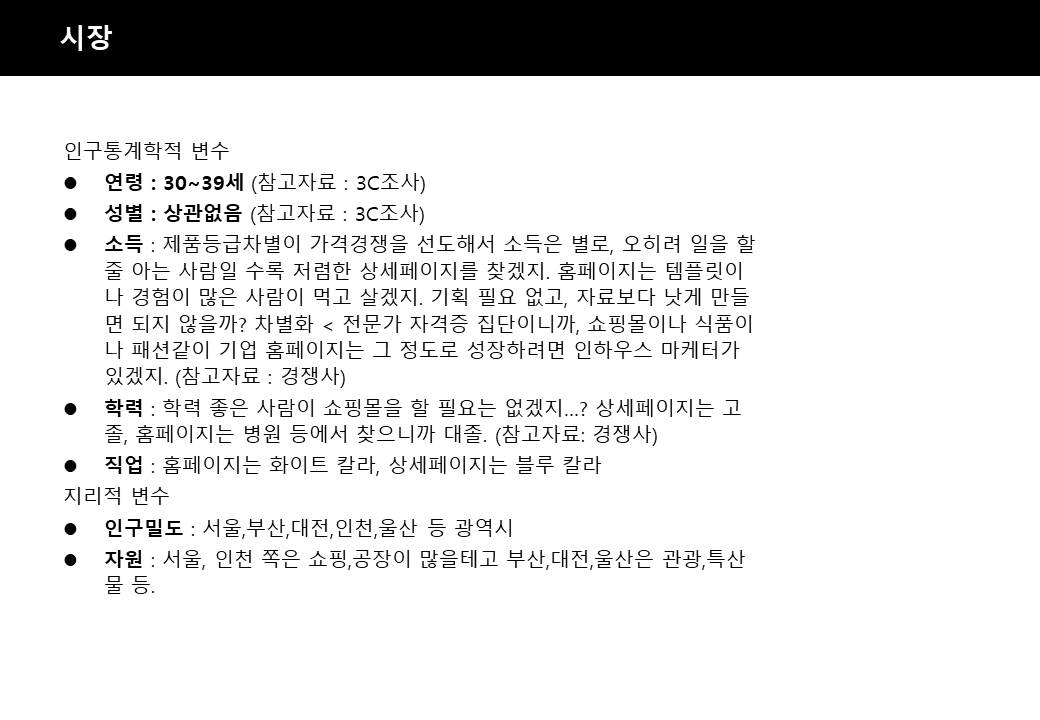 시장
인구통계학적 변수
● 연령 : 30~39세 (참고자료 : 3C조사)
● 성별 : 상관없음 (참고자료 : 3C조사)
● 소득 : 제품등급차별이 가격경쟁을 선도해서 소득은 별로, 오히려 일을 할
줄 아는 사람일 수록 저렴한 상세페이지를 찾겠지. 홈페이지는 템플릿이
나 경험이 많은 사람이 먹고 살겠지. 기획 필요 없고, 자료보다 낫게 만들
면 되지 않을까? 차별화 < 전문가 자격증 집단이니까, 쇼핑몰이나 식품이
나 패션같이 기업 홈페이지는 그 정도로 성장하려면 인하우스 마케터가
있겠지. (참고자료 : 경쟁사)
● 학력 : 학력 좋은 사람이 쇼핑몰을 할 필요는 없겠지...? 상세페이지는 고
졸, 홈페이지는 병원 등에서 찾으니까 대졸. (참고자료: 경쟁사)
● 직업 : 홈페이지는 화이트 칼라, 상세페이지는 블루 칼라
지리적 변수
● 인구밀도 : 서울,부산,대전,인천,울산 등 광역시
● 자원 : 서울, 인천 쪽은 쇼핑,공장이 많을테고 부산,대전,울산은 관광,특산
물 등.